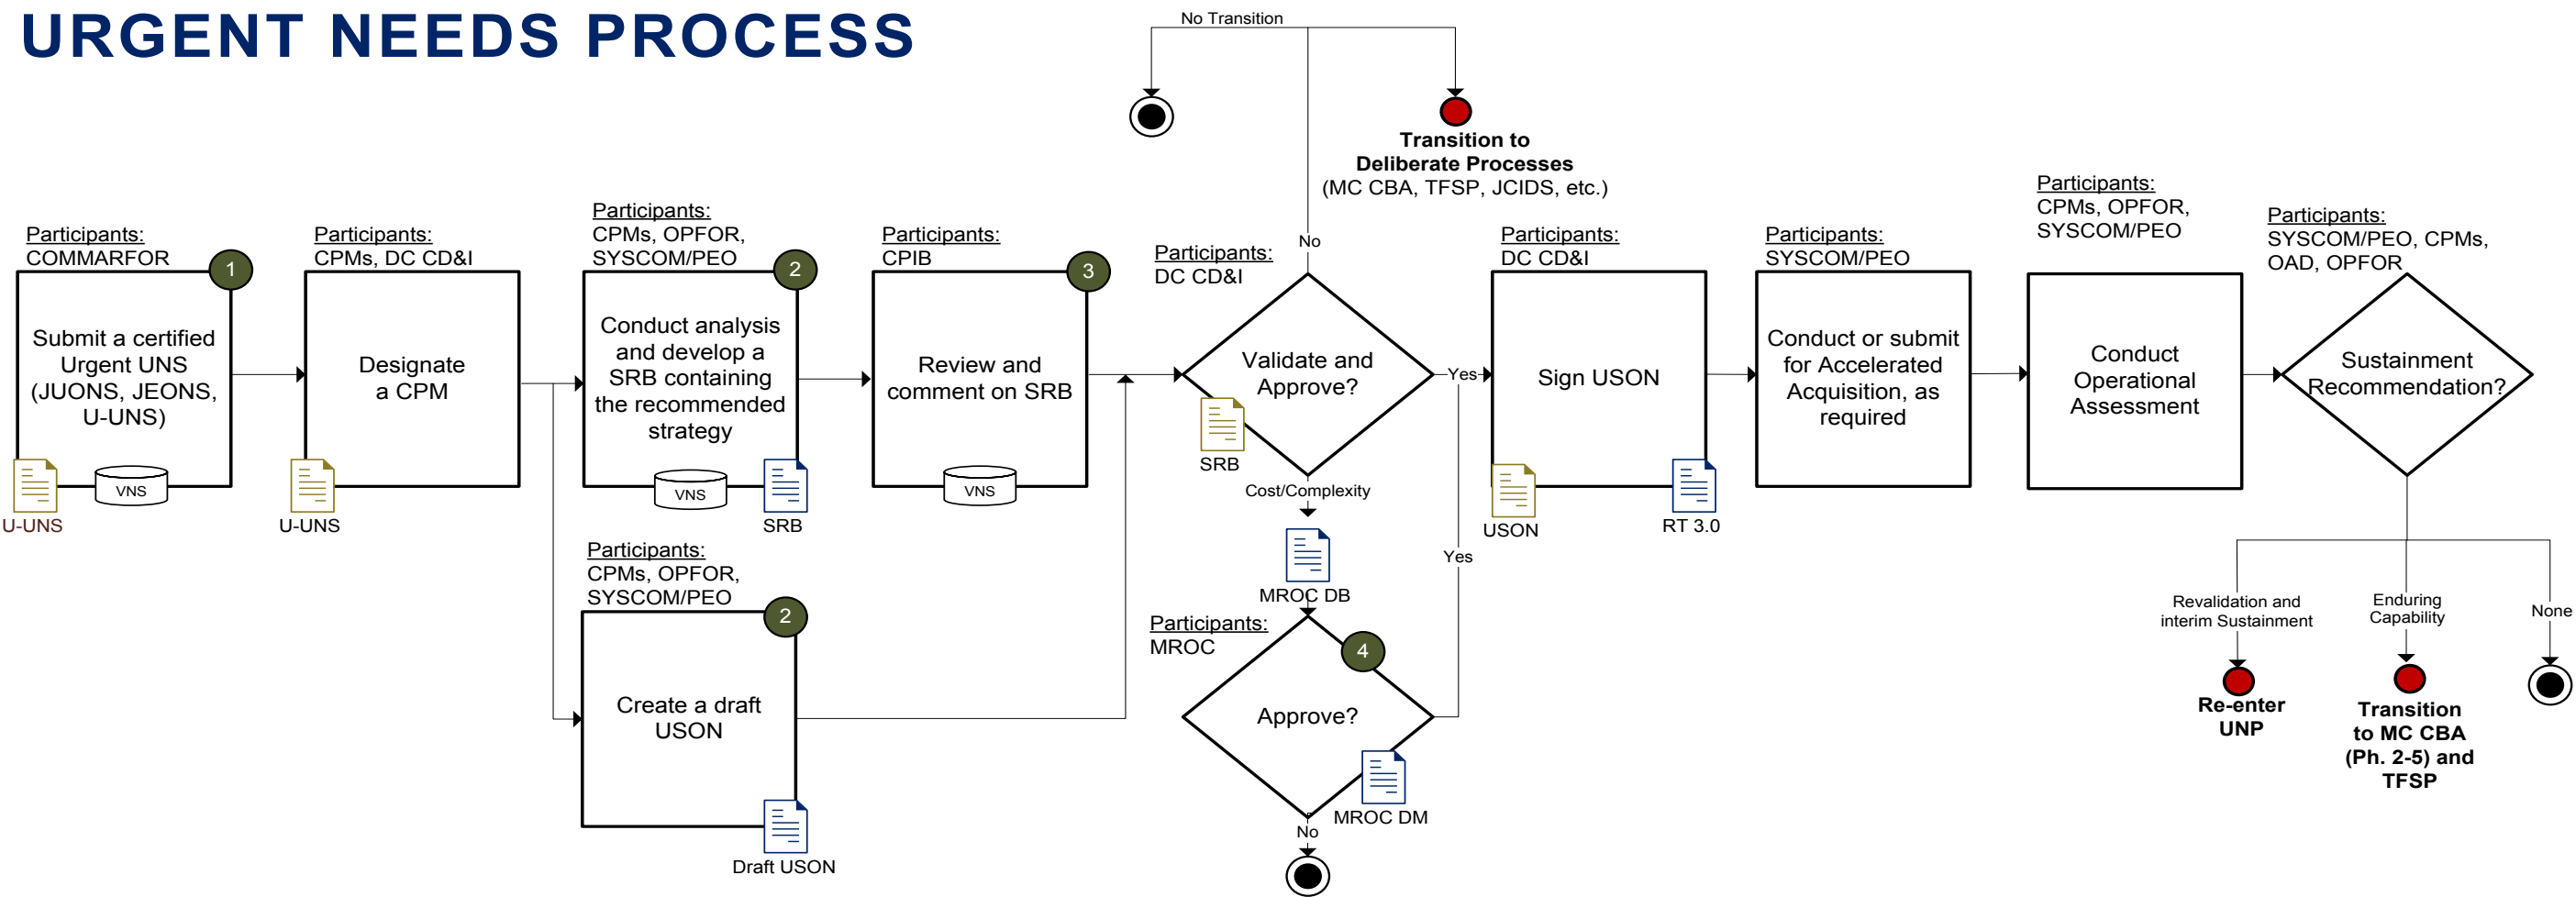 URGENT NEEDS PROCESS
No Transition
Transition to
Deliberate Processes
(MC CBA, TFSP, JCIDS, etc.)
No
Participants:
COMMARFOR
1
Submit a certified
Urgent UNS
(JUONS, JEONS,
U-UNS)
VNS
U-UNS
Participants:
CPMs, DC CD&I
Designate
a CPM
U-UNS
Participants:
CPMs, OPFOR,
SYSCOM/PEO
2
Conduct analysis
and develop a
SRB containing
the recommended
strategy
VNS
SRB
Participants:
CPMs, OPFOR,
SYSCOM/PEO
2
Create a draft
USON
Draft USON
Participants:
CPIB
3
Review and
comment on SRB
VNS
Participants:
DC CD&I
Validate and
Approve?
SRB
Yes
Cost/Complexity
MROC DB
Participants:
MROC
4
Approve?
MROC DM
No
Yes
Participants:
DC CD&I
Sign USON
USON
RT 3.0
Participants:
SYSCOM/PEO
Conduct or submit
for Accelerated
Acquisition, as
required
Participants:
CPMs, OPFOR,
SYSCOM/PEO
Conduct
Operational
Assessment
Participants:
SYSCOM/PEO, CPMs,
OAD, OPFOR
Sustainment
Recommendation?
Revalidation and
interim Sustainment
Re-enter
UNP
Enduring
Capability
Transition
to MC CBA
(Ph. 2-5) and
TFSP
None